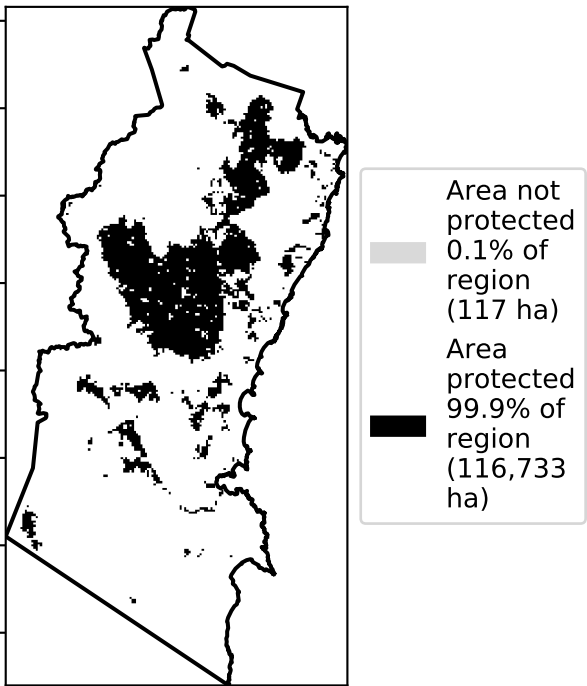 Area not
protected
0.1% of
region
(117 ha)
Area
protected
99.9% of
region
(116,733
ha)